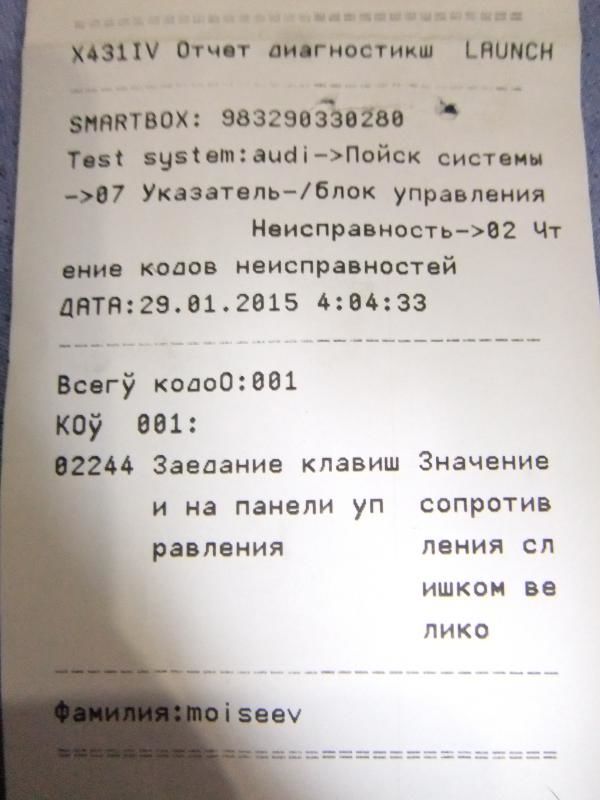 X431IV Отчет диагностикш LAUNCH
SMARTBOX: 983290330280
Test system:audi->Пойск системы
->07 Указатель-/блок управления
Неисправность->02 Чт
ение кодов неисправностей
ДАТА:29.01.2015 4:04:33
Всегў кодоО:001
КОў 001:
02244 Заедание клавиш Значение
и на панели уп сопротив
равления ления сл
ишком ве
лико
Фамилия:moiseev